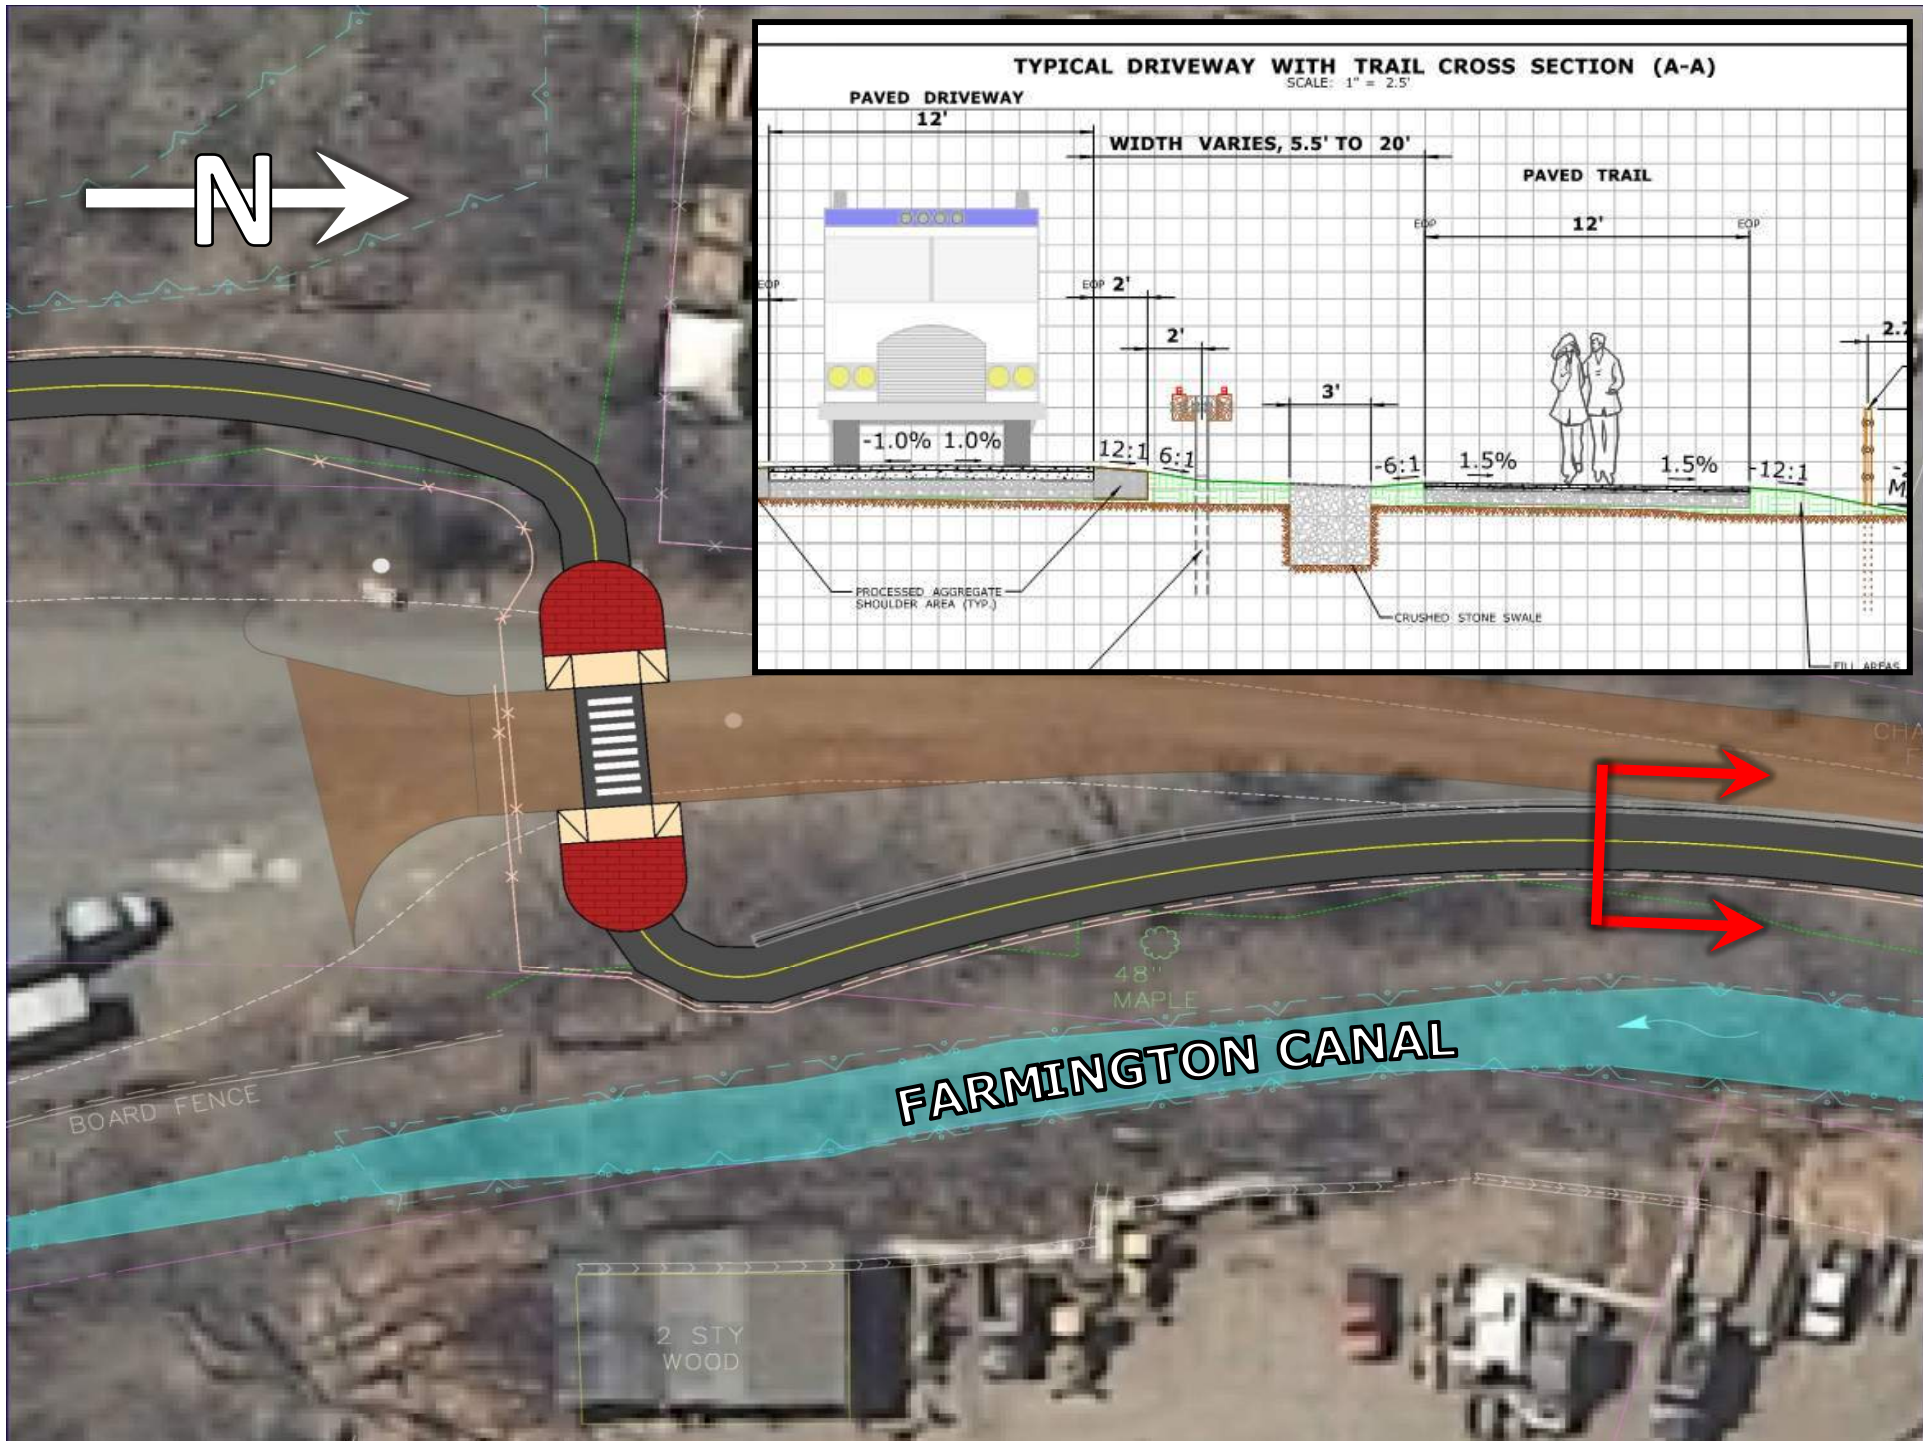 TYPICAL DRIVEWAY WITH TRAIL CROSS SECTION (A-A)
SCALE: 1" = 2.5'
PAVED DRIVEWAY
12'
WIDTH VARIES, 5.5' TO 20'
PAVED TRAIL
EOP
12'
EOP
EOP
EOP
2'
2'
2.7
3'
-1.0% 1.0%
12:1
6:1
-6:1
1.5%
1.5%
-12:1
PROCESSED AGGREGATE
SHOULDER AREA (TYP.)
CRUSHED STONE SWALE
FILL AREAS
N
CHA
F
48"
MAPLE
FARMINGTON CANAL
BOARD FENCE
2 STY
WOOD